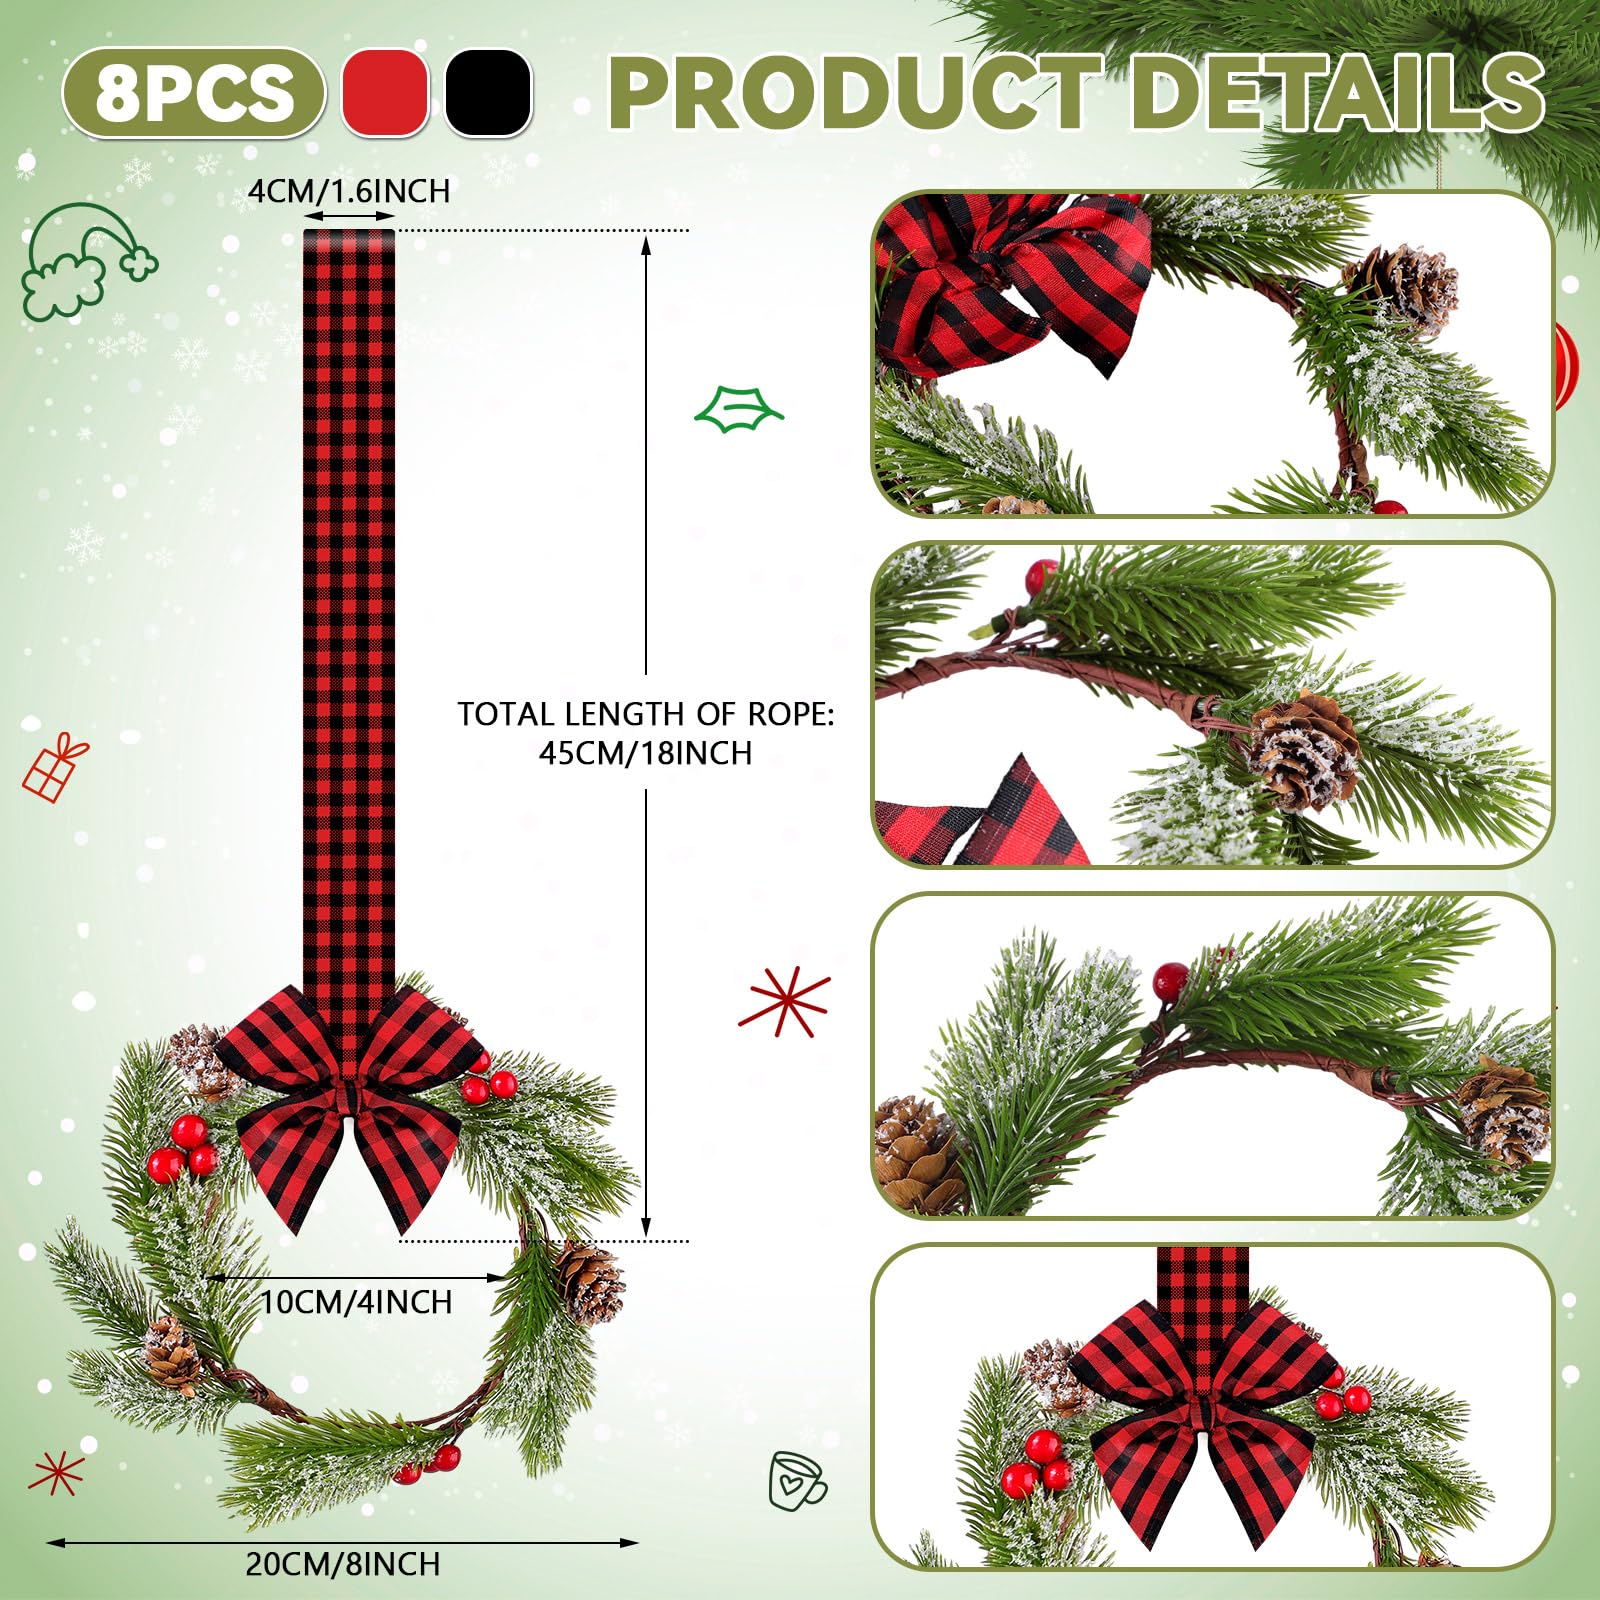 8PCS
PRODUCT DETAILS
4CM/1.6INCH
TOTAL LENGTH OF ROPE:
45CM/18INCH
10CM/4INCH
20CM/8INCH